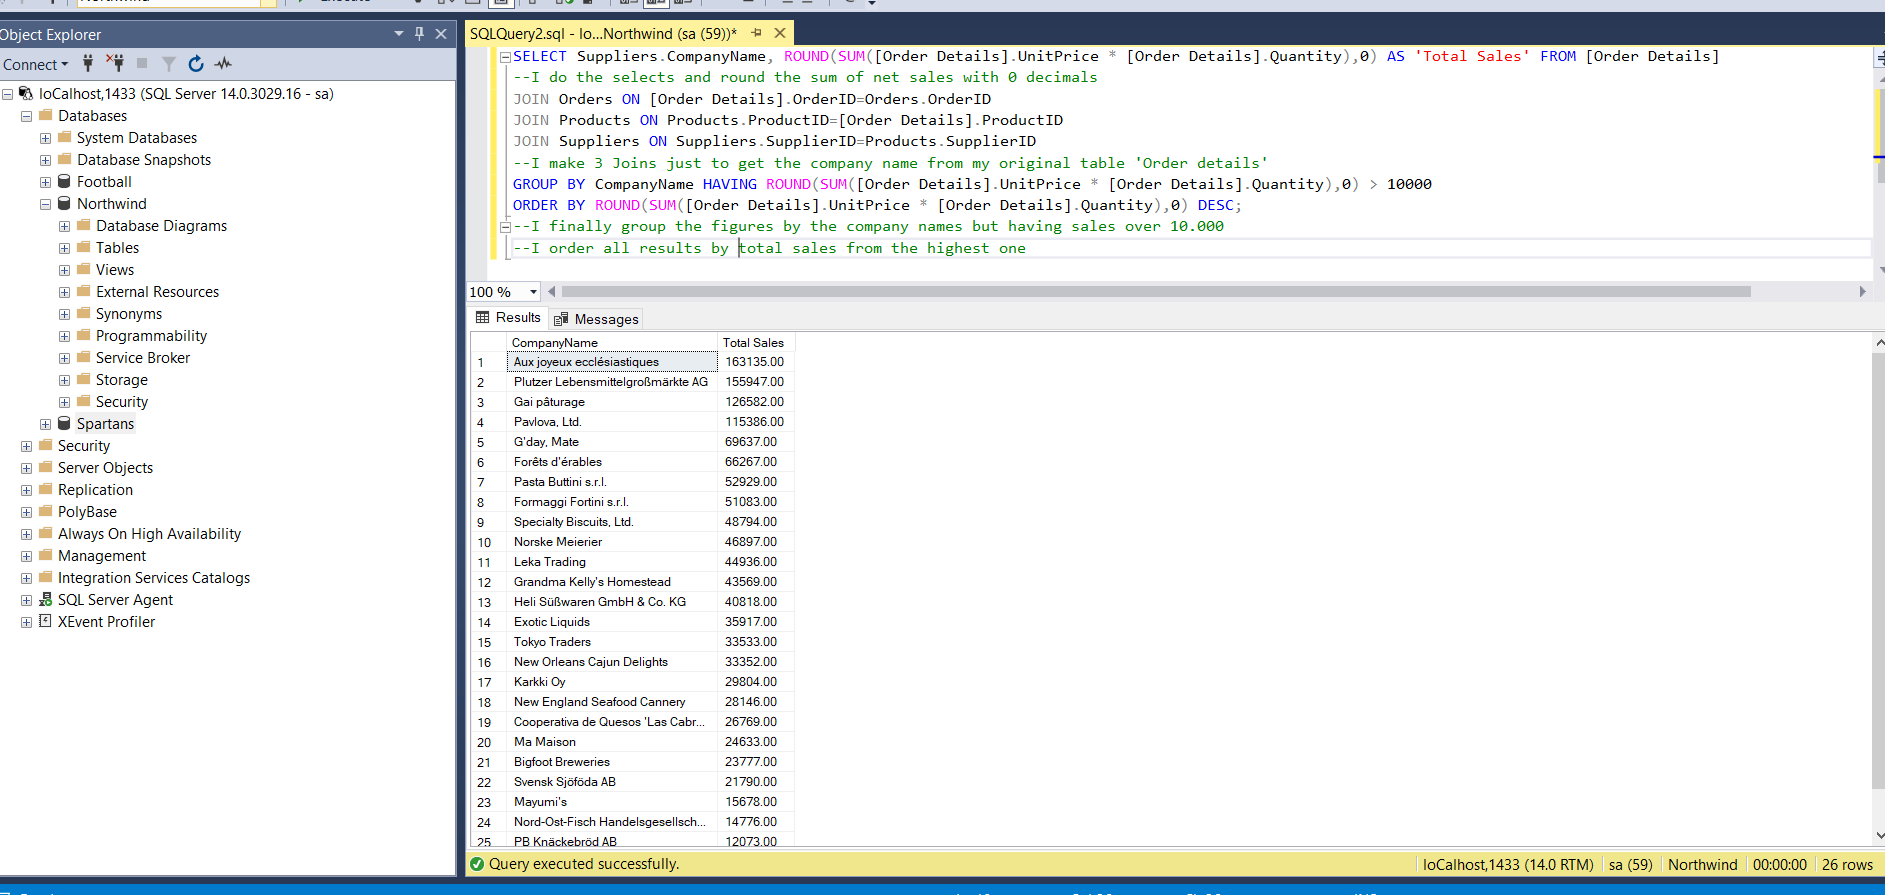 Object Explorer
Connect
loCalhost,1433 (SQL Server 14.0.3029.16 - sa)
Databases
System Databases
Database Snapshots
Football
Northwind
Database Diagrams
Tables
Views
External Resources
Synonyms
Programmability
Service Broker
Storage
Security
Spartans
Security
Server Objects
Replication
PolyBase
Always On High Availability
Management
Integration Services Catalogs
SQL Server Agent
XEvent Profiler
SQLQuery2.sql - lo...Northwind (sa (59))*
SELECT Suppliers.CompanyName, ROUND(SUM([Order Details].UnitPrice * [Order Details].Quantity),0) AS 'Total Sales' FROM [Order Details]
--I do the selects and round the sum of net sales with 0 decimals
JOIN Orders ON [Order Details].OrderID=Orders.OrderID
JOIN Products ON Products.ProductID=[Order Details].ProductID
JOIN Suppliers ON Suppliers.SupplierID=Products.SupplierID
--I make 3 Joins just to get the company name from my original table 'Order details'
GROUP BY CompanyName HAVING ROUND(SUM([Order Details].UnitPrice * [Order Details].Quantity),0) > 10000
ORDER BY ROUND(SUM([Order Details].UnitPrice * [Order Details].Quantity),0) DESC;
--I finally group the figures by the company names but having sales over 10.000
--I order all results by total sales from the highest one
100 %
Results Messages
CompanyName Total Sales
1 Aux joyeux ecclésiastiques 163135.00
2 Plutzer Lebensmittelgroßmärkte AG 155947.00
3 Gai pâturage 126582.00
4 Pavlova, Ltd. 115386.00
5 G'day, Mate 69637.00
6 Forêts d'érables 66267.00
7 Pasta Buttini s.r.l. 52929.00
8 Formaggi Fortini s.r.l. 51083.00
9 Specialty Biscuits, Ltd. 48794.00
10 Norske Meierier 46897.00
11 Leka Trading 44936.00
12 Grandma Kelly's Homestead 43569.00
13 Heli Süßwaren GmbH & Co. KG 40818.00
14 Exotic Liquids 35917.00
15 Tokyo Traders 33533.00
16 New Orleans Cajun Delights 33352.00
17 Karkki Oy 29804.00
18 New England Seafood Cannery 28146.00
19 Cooperativa de Quesos 'Las Cabr... 26769.00
20 Ma Maison 24633.00
21 Bigfoot Breweries 23777.00
22 Svensk Sjöföda AB 21790.00
23 Mayumi's 15678.00
24 Nord-Ost-Fisch Handelsgesellsch... 14776.00
25 PB Knäckebröd AB 12073.00
Query executed successfully.
loCalhost,1433 (14.0 RTM) sa (59) Northwind 00:00:00 26 rows